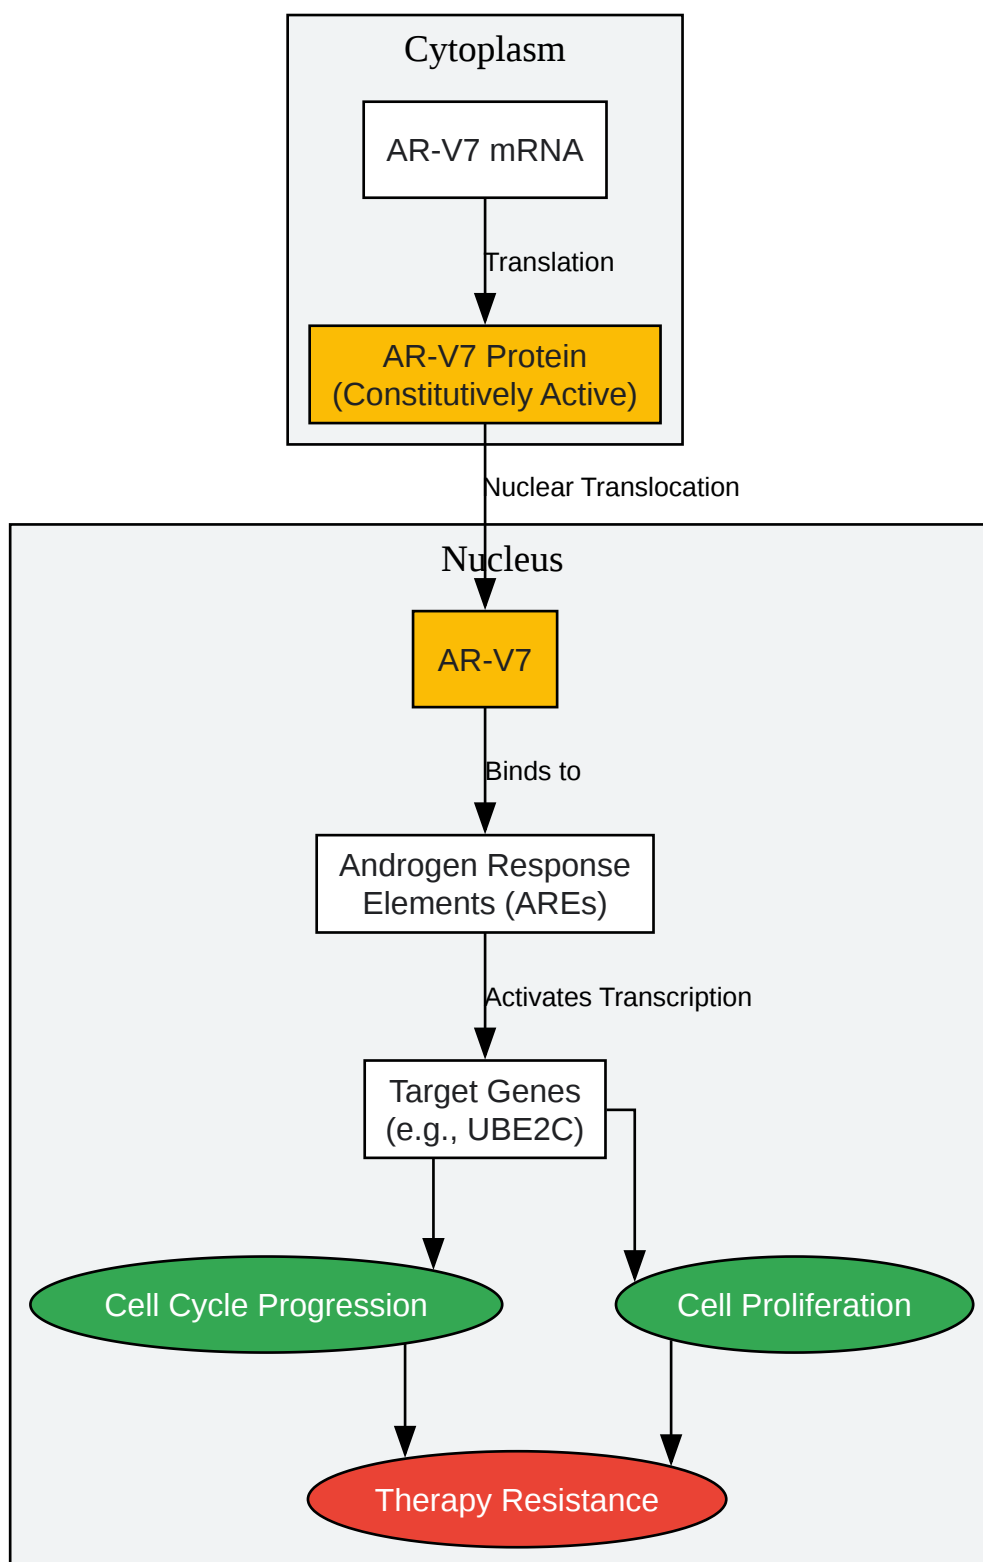 Cytoplasm
AR-V7 mRNA
Translation
AR-V7 Protein
(Constitutively Active)
Nuclear Translocation
Nucleus
AR-V7
Binds to
Androgen Response
Elements (AREs)
Activates Transcription
Target Genes
(e.g., UBE2C)
Cell Cycle Progression
Cell Proliferation
Therapy Resistance